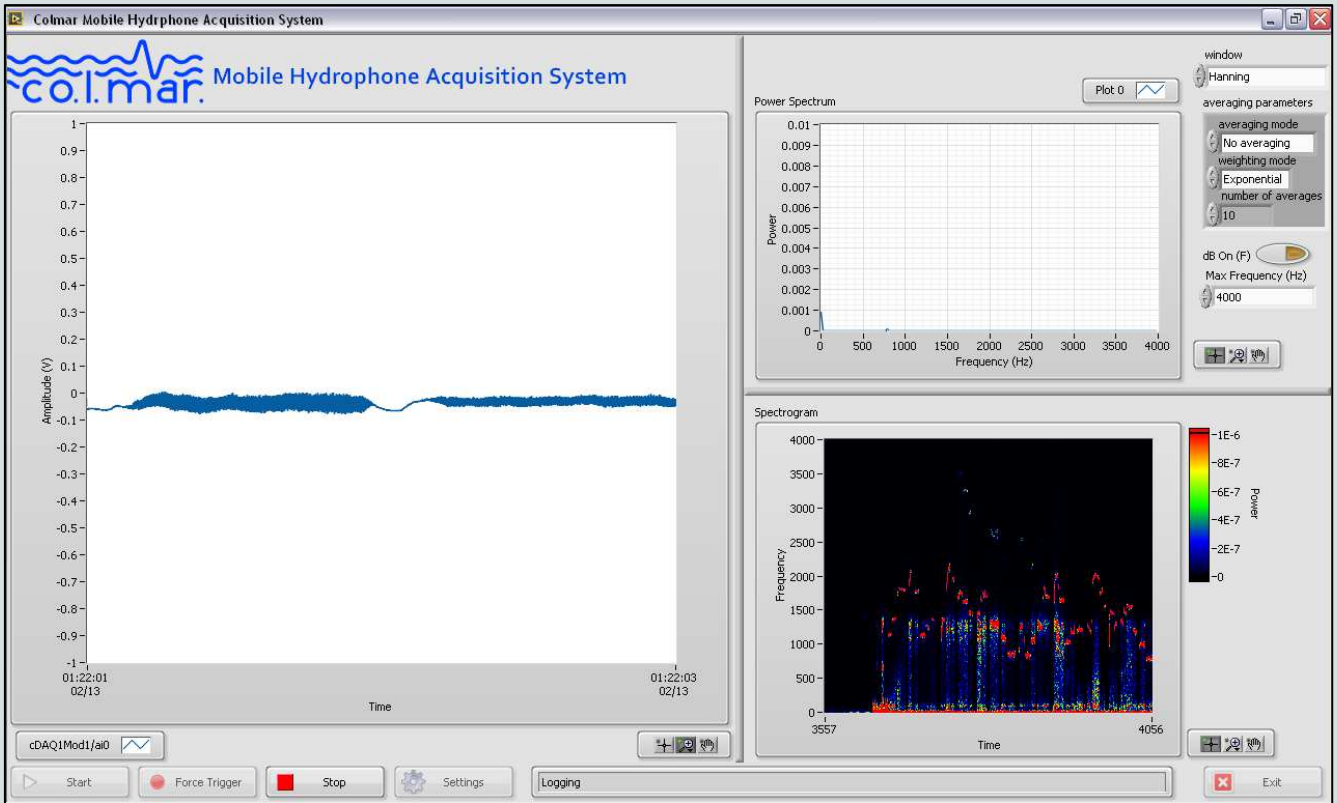 Colmar Mobile Hydrphone Acquisition System
co.l.mar.
Mobile Hydrophone Acquisition System
1
0.9
0.8
0.7
0.6
0.5
0.4
0.3
0.2
0.1
0
-0.1
-0.2
-0.3
-0.4
-0.5
-0.6
-0.7
-0.8
-0.9
-1
Amplitude (V)
01:22:01
02/13
01:22:03
02/13
Time
cDAQ1Mod1/ai0
Power Spectrum
Plot 0
0.01
0.009
0.008
0.007
0.006
0.005
0.004
0.003
0.002
0.001
0
Power
0 500 1000 1500 2000 2500 3000 3500 4000
Frequency (Hz)
window
Hanning
averaging parameters
averaging mode
No averaging
weighting mode
Exponential
number of averages
10
dB On (F)
Max Frequency (Hz)
4000
Spectrogram
4000
3500
3000
2500
2000
1500
1000
500
0
Frequency
3557 4056
Time
1E-6
8E-7
6E-7
4E-7
2E-7
0
Power
Start
Force Trigger
Stop
Settings
Logging
Exit